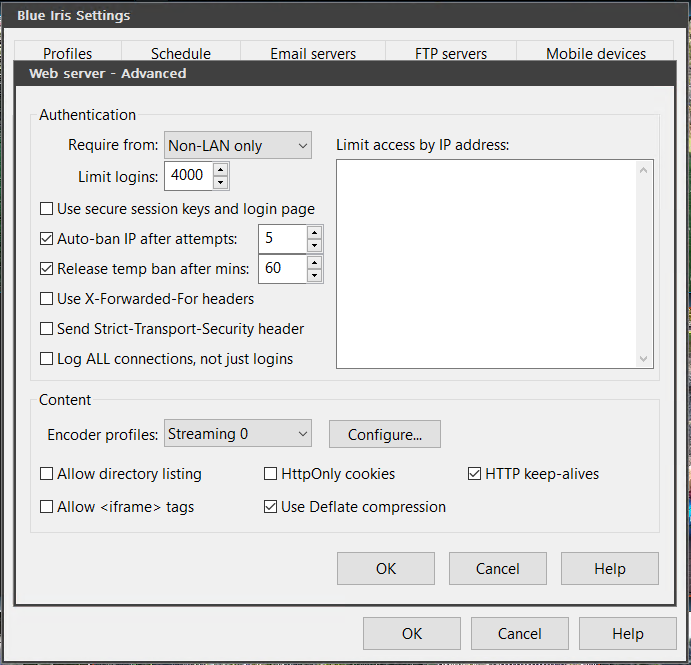 Blue Iris Settings
Profiles Schedule Email servers FTP servers Mobile devices
Web server - Advanced
Authentication
Require from: Non-LAN only Limit access by IP address:
Limit logins: 4000
Use secure session keys and login page
Auto-ban IP after attempts: 5
Release temp ban after mins: 60
Use X-Forwarded-For headers
Send Strict-Transport-Security header
Log ALL connections, not just logins
Content
Encoder profiles: Streaming 0 Configure...
Allow directory listing HttpOnly cookies HTTP keep-alives
Allow <iframe> tags Use Deflate compression
OK Cancel Help
OK Cancel Help